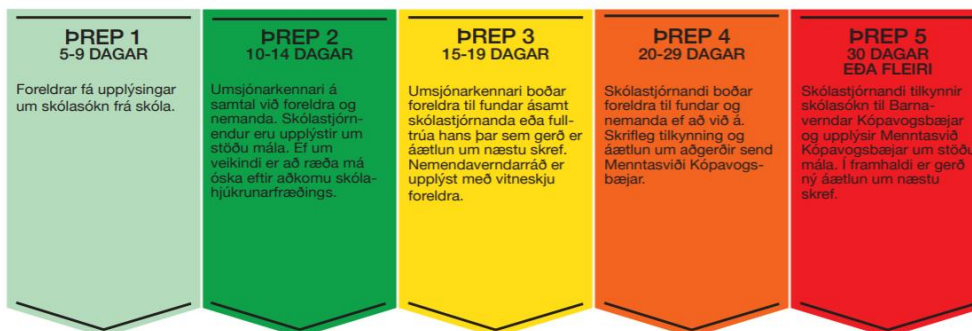 ÞREP 1
5-9 DAGAR
Foreldrar fá upplýsingar
um skólasókn frá skóla.
ÞREP 2
10-14 DAGAR
Umsjónarkennari á
samtal við foreldra og
nemanda. Skólastjórn-
endur eru upplýstir um
stöðu mála. Ef um
veikindi er að ræða má
óska eftir aðkomu skóla-
hjúkrunarfræðings.
ÞREP 3
15-19 DAGAR
Umsjónarkennari boðar
foreldra til fundar ásamt
skólastjórnanda eða full-
trúa hans þar sem gerð er
áætlun um næstu skref.
Nemendaverndarráð er
upplýst með vitneskju
foreldra.
ÞREP 4
20-29 DAGAR
Skólastjórnandi boðar
foreldra til fundar og
nemanda ef að við á.
Skrifleg tilkynning og
áætlun um aðgerðir send
Menntasviði Kópavogs-
bæjar.
ÞREP 5
30 DAGAR
EÐA FLEIRI
Skólastjórnandi tilkynnir
skólasókn til Barna-
verndar Kópavogsbæjar
og upplýsir Menntasvið
Kópavogsbæjar um stöðu
mála. Í framhaldi er gerð
ný áætlun um næstu
skref.